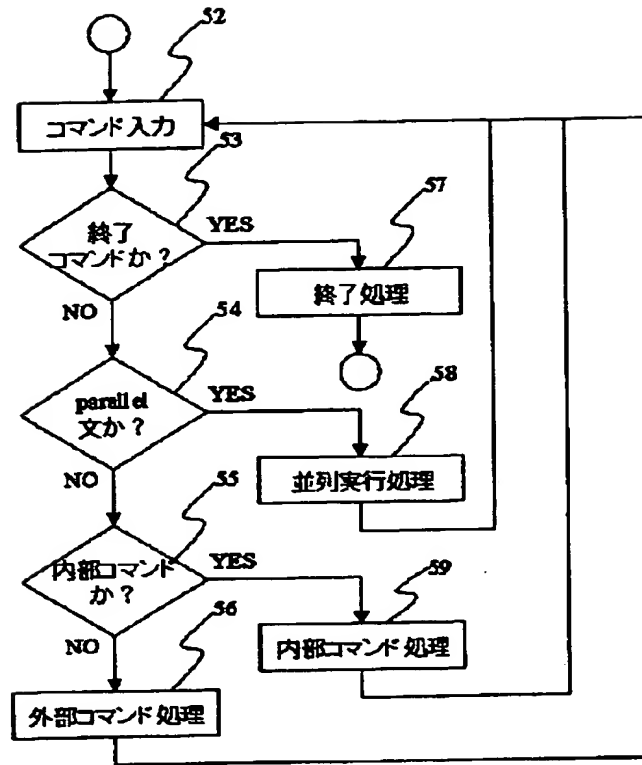 52
コマンド入力
53
終了
コマンドか？
YES
57
終了処理
NO
54
parallel
文か？
YES
58
並列実行処理
NO
55
内部コマンド
か？
YES
59
内部コマンド処理
NO
56
外部コマンド処理